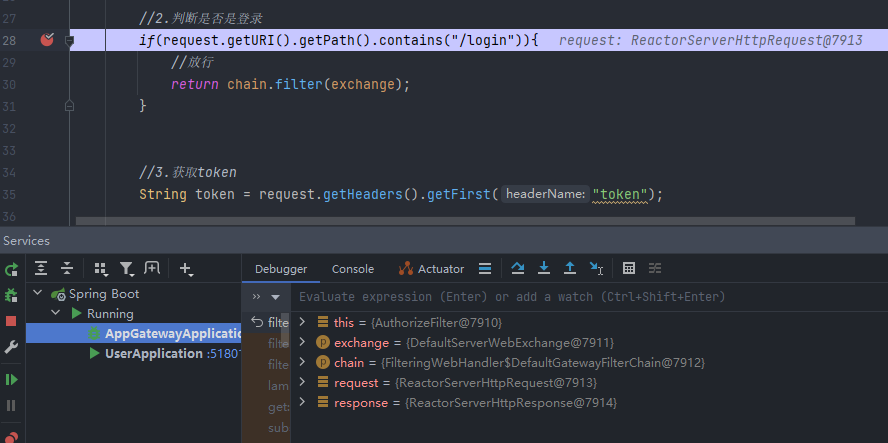 27 //2.判断是否是登录
28 if(request.getURI().getPath().contains("/login")){ request: ReactorServerHttpRequest@7913
29 //放行
30 return chain.filter(exchange);
31 }
32
33
34 //3.获取token
35 String token = request.getHeaders().getFirst( headerName: "token");
36
Services
Debugger Console Actuator
Evaluate expression (Enter) or add a watch (Ctrl+Shift+Enter)
Spring Boot
Running
AppGatewayApplicatio
UserApplication :5180
filte
filte
filte
lam
get:
sub
this = {AuthorizeFilter@7910}
exchange = {DefaultServerWebExchange@7911}
chain = {FilteringWebHandler$DefaultGatewayFilterChain@7912}
request = {ReactorServerHttpRequest@7913}
response = {ReactorServerHttpResponse@7914}